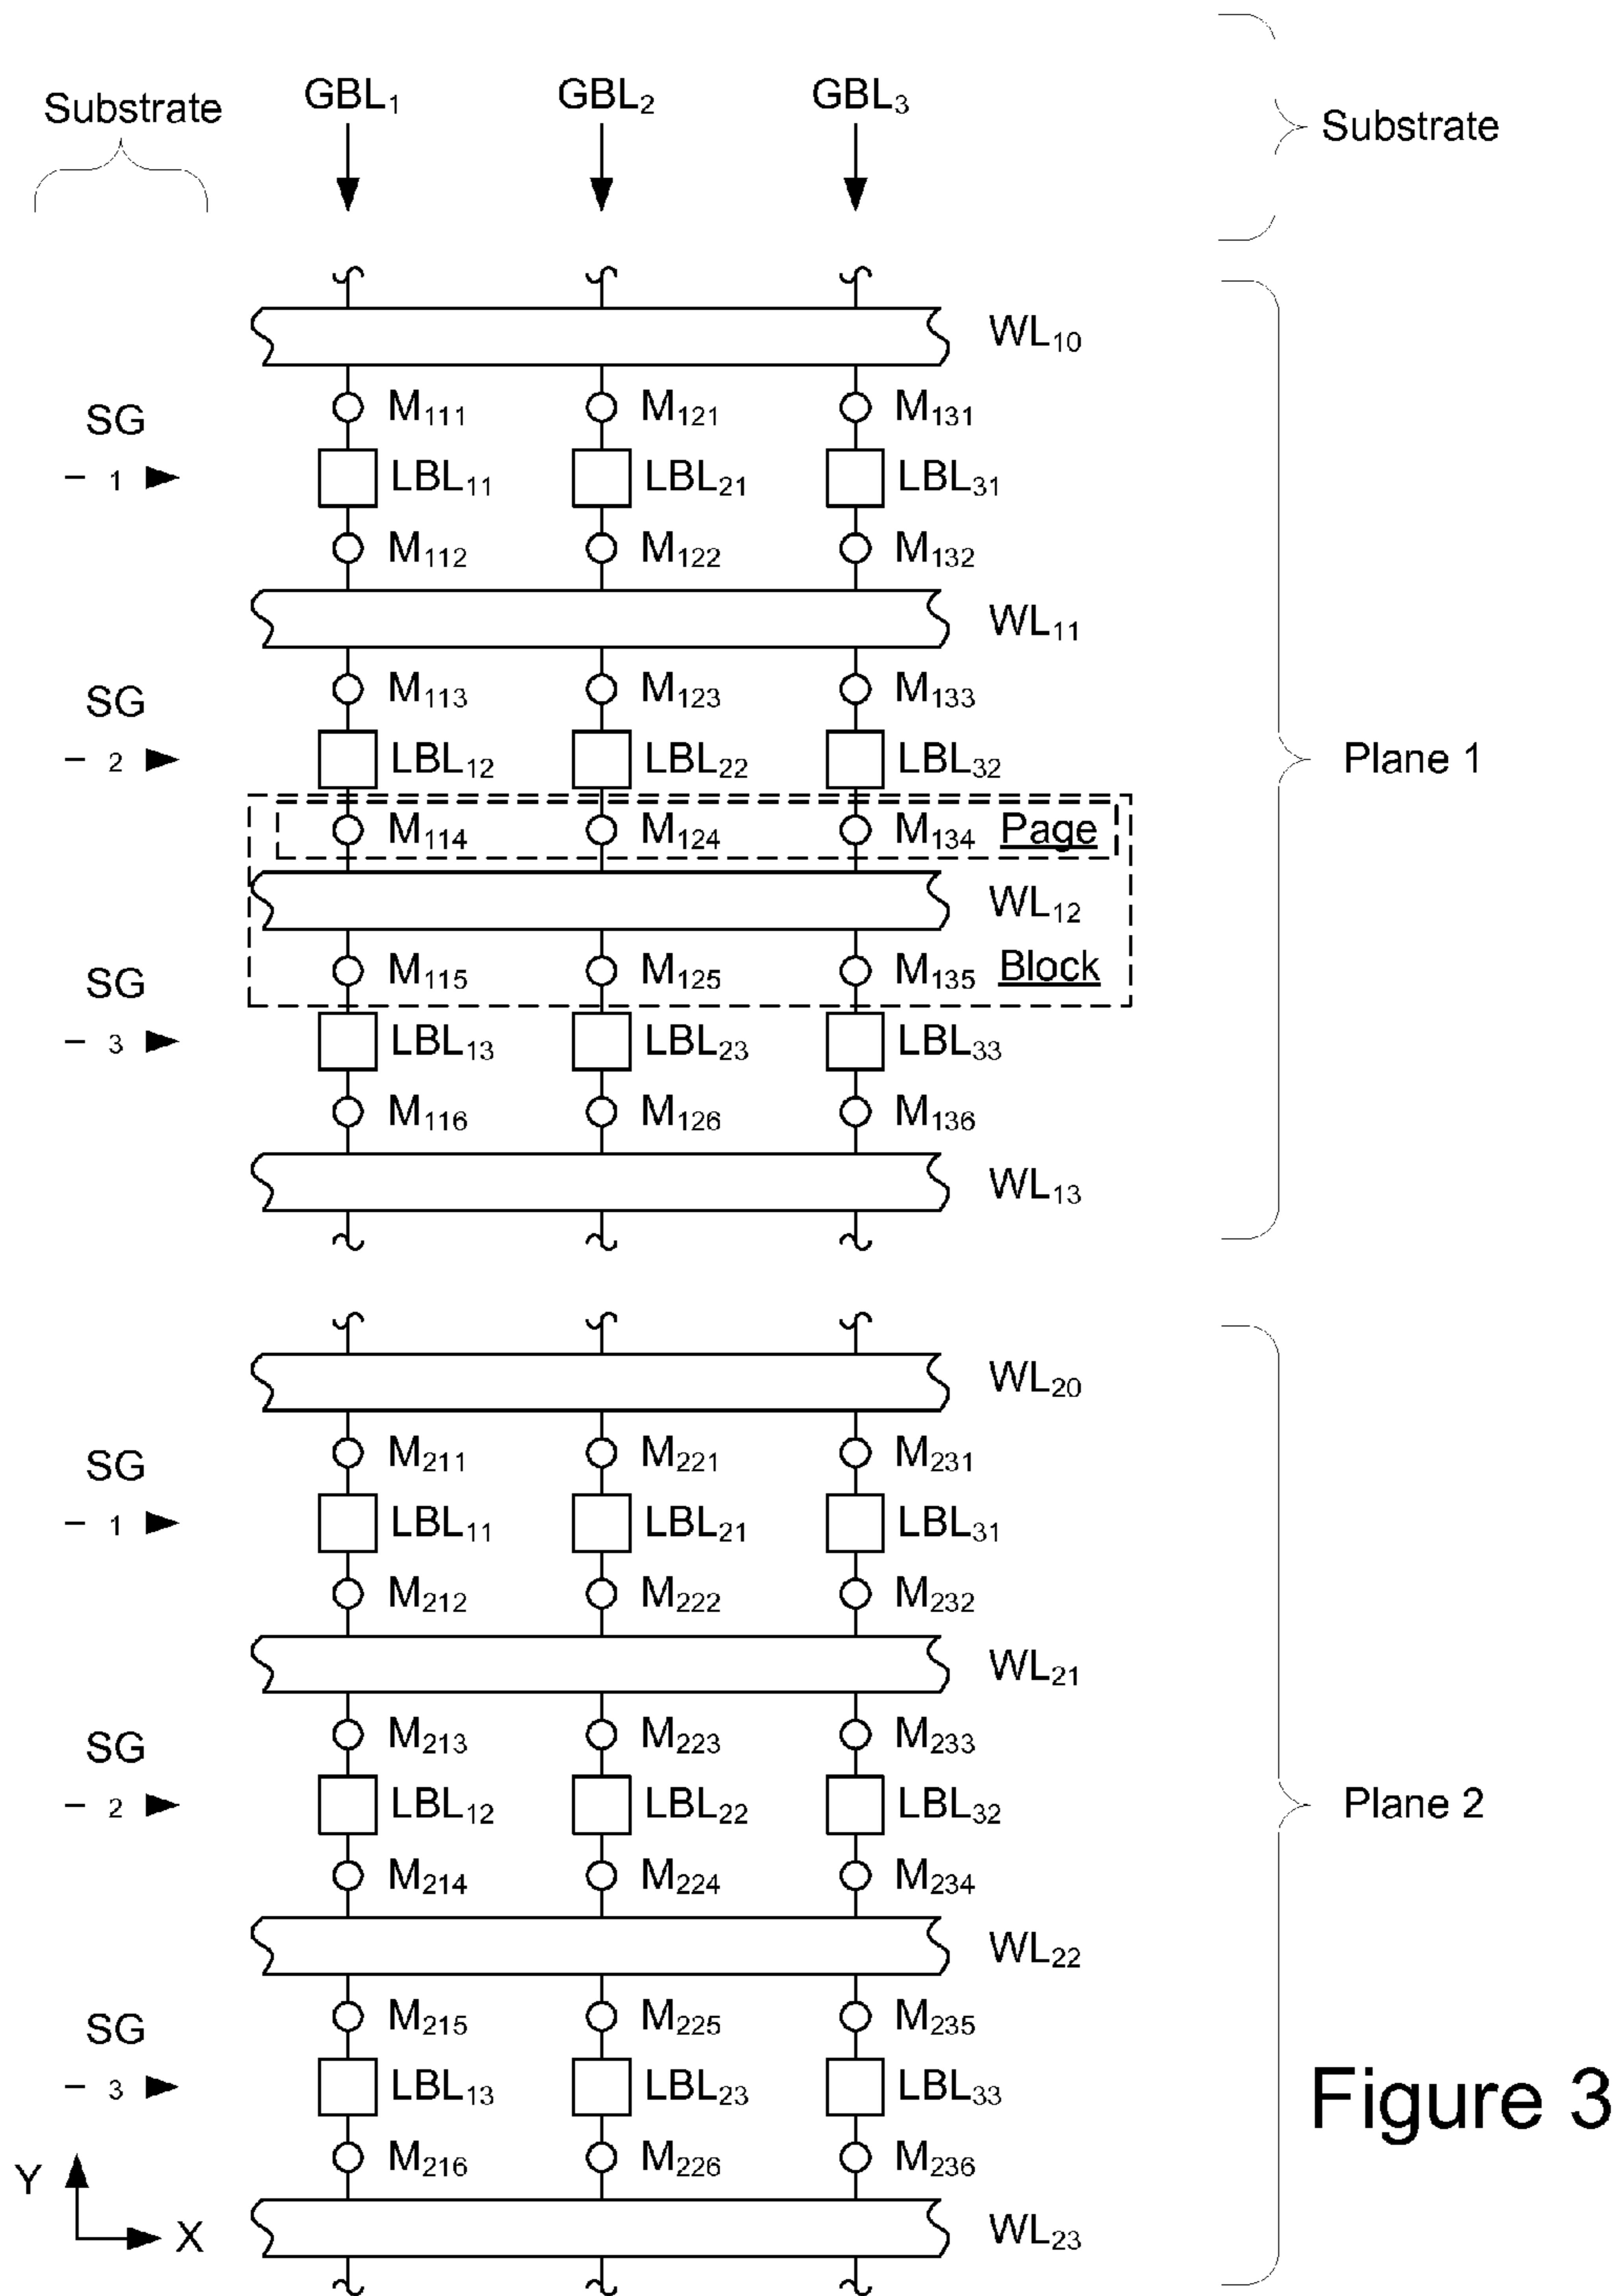 Substrate GBL₁ GBL₂ GBL₃ Substrate
WL₁₀
SG M₁₁₁ M₁₂₁ M₁₃₁
1 LBL₁₁ LBL₂₁ LBL₃₁
M₁₁₂ M₁₂₂ M₁₃₂
WL₁₁
SG M₁₁₃ M₁₂₃ M₁₃₃
2 LBL₁₂ LBL₂₂ LBL₃₂ Plane 1
M₁₁₄ M₁₂₄ M₁₃₄ Page
WL₁₂
SG M₁₁₅ M₁₂₅ M₁₃₅ Block
3 LBL₁₃ LBL₂₃ LBL₃₃
M₁₁₆ M₁₂₆ M₁₃₆
WL₁₃
WL₂₀
SG M₂₁₁ M₂₂₁ M₂₃₁
1 LBL₁₁ LBL₂₁ LBL₃₁
M₂₁₂ M₂₂₂ M₂₃₂
WL₂₁
SG M₂₁₃ M₂₂₃ M₂₃₃
2 LBL₁₂ LBL₂₂ LBL₃₂ Plane 2
M₂₁₄ M₂₂₄ M₂₃₄
WL₂₂
SG M₂₁₅ M₂₂₅ M₂₃₅
3 LBL₁₃ LBL₂₃ LBL₃₃ Figure 3
Y M₂₁₆ M₂₂₆ M₂₃₆
X WL₂₃